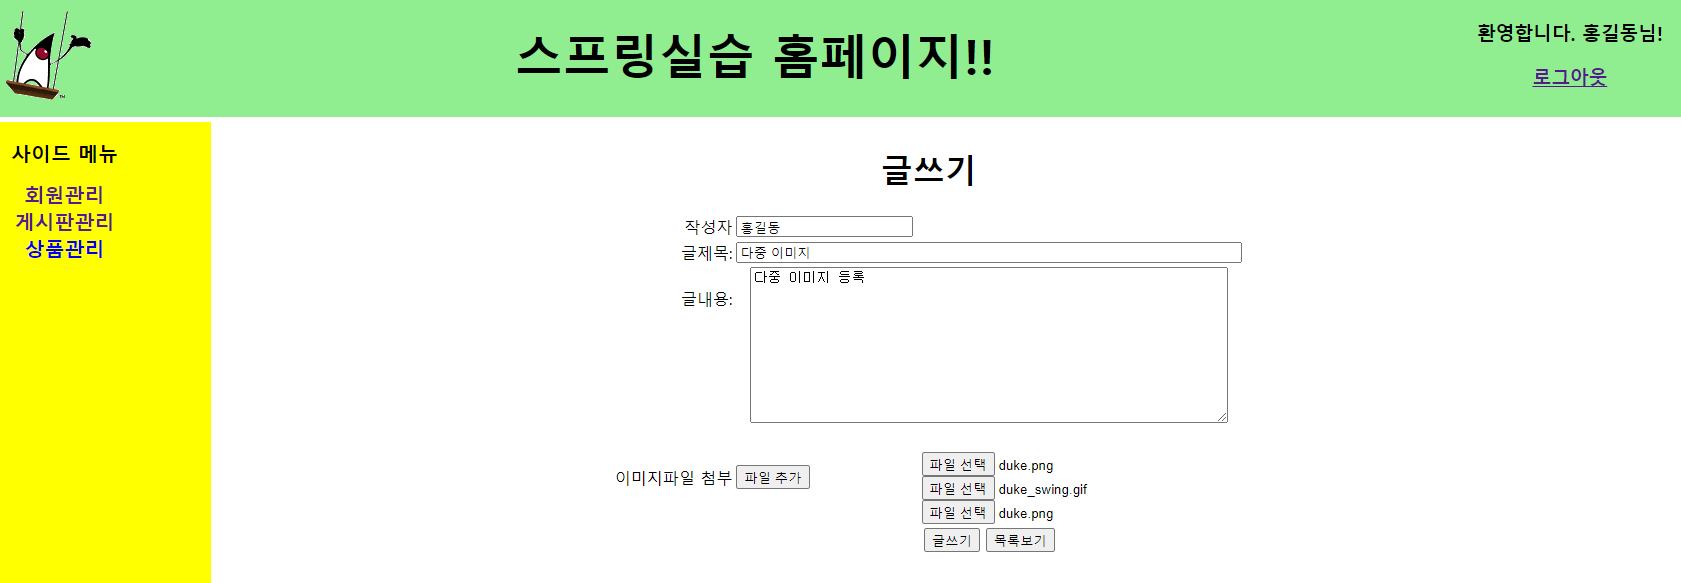 스프링실습 홈페이지!!
환영합니다. 홍길동님!
로그아웃
사이드 메뉴
회원관리
게시판관리
상품관리
글쓰기
작성자 홍길동
글제목: 다중 이미지
글내용: 다중 이미지 등록
이미지파일 첨부 파일 추가
파일 선택 duke.png
파일 선택 duke_swing.gif
파일 선택 duke.png
글쓰기 목록보기